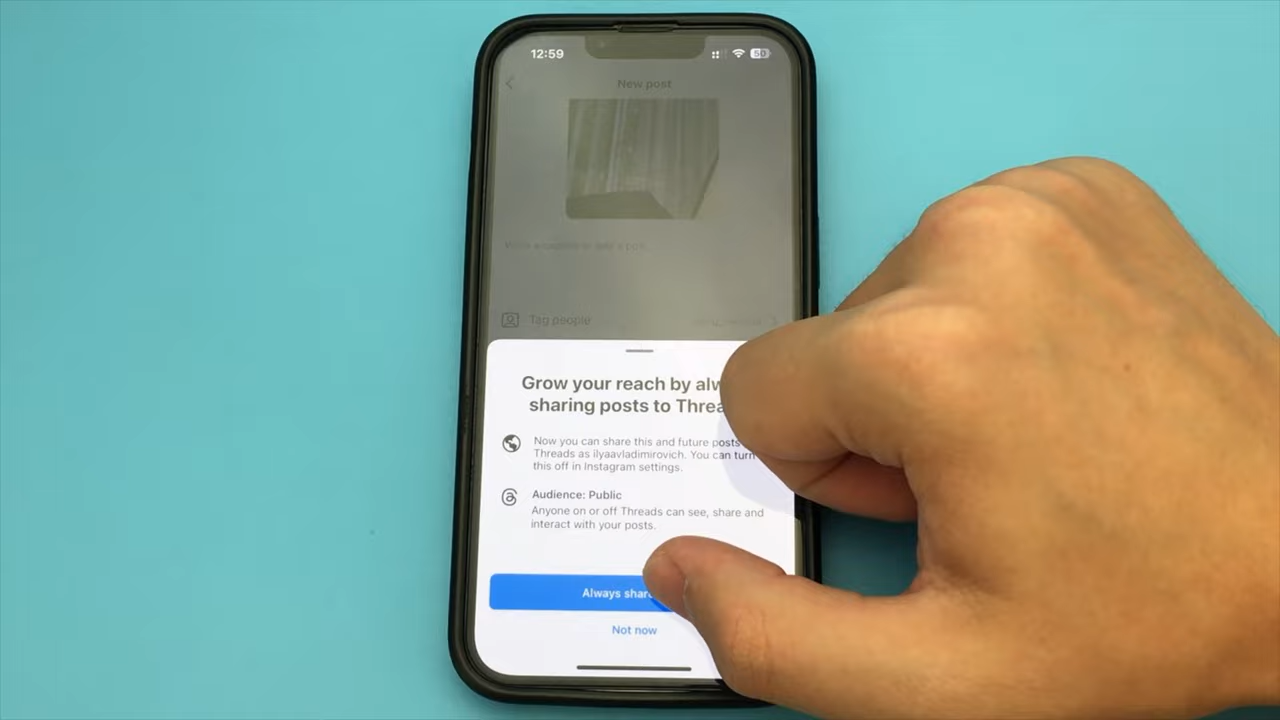 12:59
50
New post
Tag people
Grow your reach by alw
sharing posts to Threa
Now you can share this and future posts
Threads as ilyaavladimirovich. You can turn
this off in Instagram settings.
Audience: Public
Anyone on or off Threads can see, share and
interact with your posts.
Always share
Not now